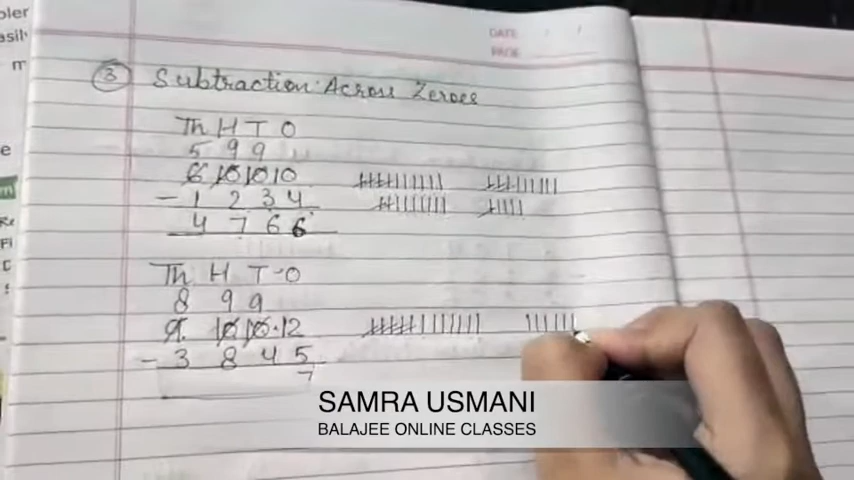 DATE
PAGE
3 Subtraction Across Zeroes
Th H T O
5 9 9
6 10 10 10
- 1 2 3 4
4 7 6 6
Th H T O
8 9 9
9 10 10 12
- 3 8 4 5
7
SAMRA USMANI
BALAJEE ONLINE CLASSES